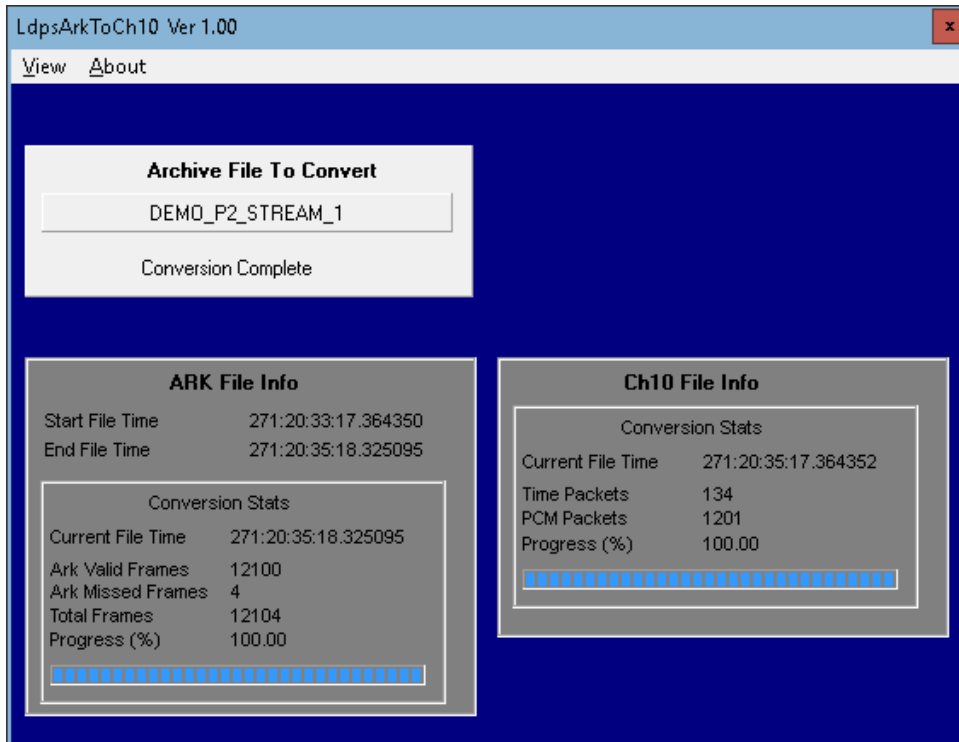 LdpsArkToCh10 Ver 1.00
x
View About
Archive File To Convert
DEMO_P2_STREAM_1
Conversion Complete
ARK File Info
Start File Time 271:20:33:17.364350
End File Time 271:20:35:18.325095
Conversion Stats
Current File Time 271:20:35:18.325095
Ark Valid Frames 12100
Ark Missed Frames 4
Total Frames 12104
Progress (%) 100.00
Ch10 File Info
Conversion Stats
Current File Time 271:20:35:17.364352
Time Packets 134
PCM Packets 1201
Progress (%) 100.00